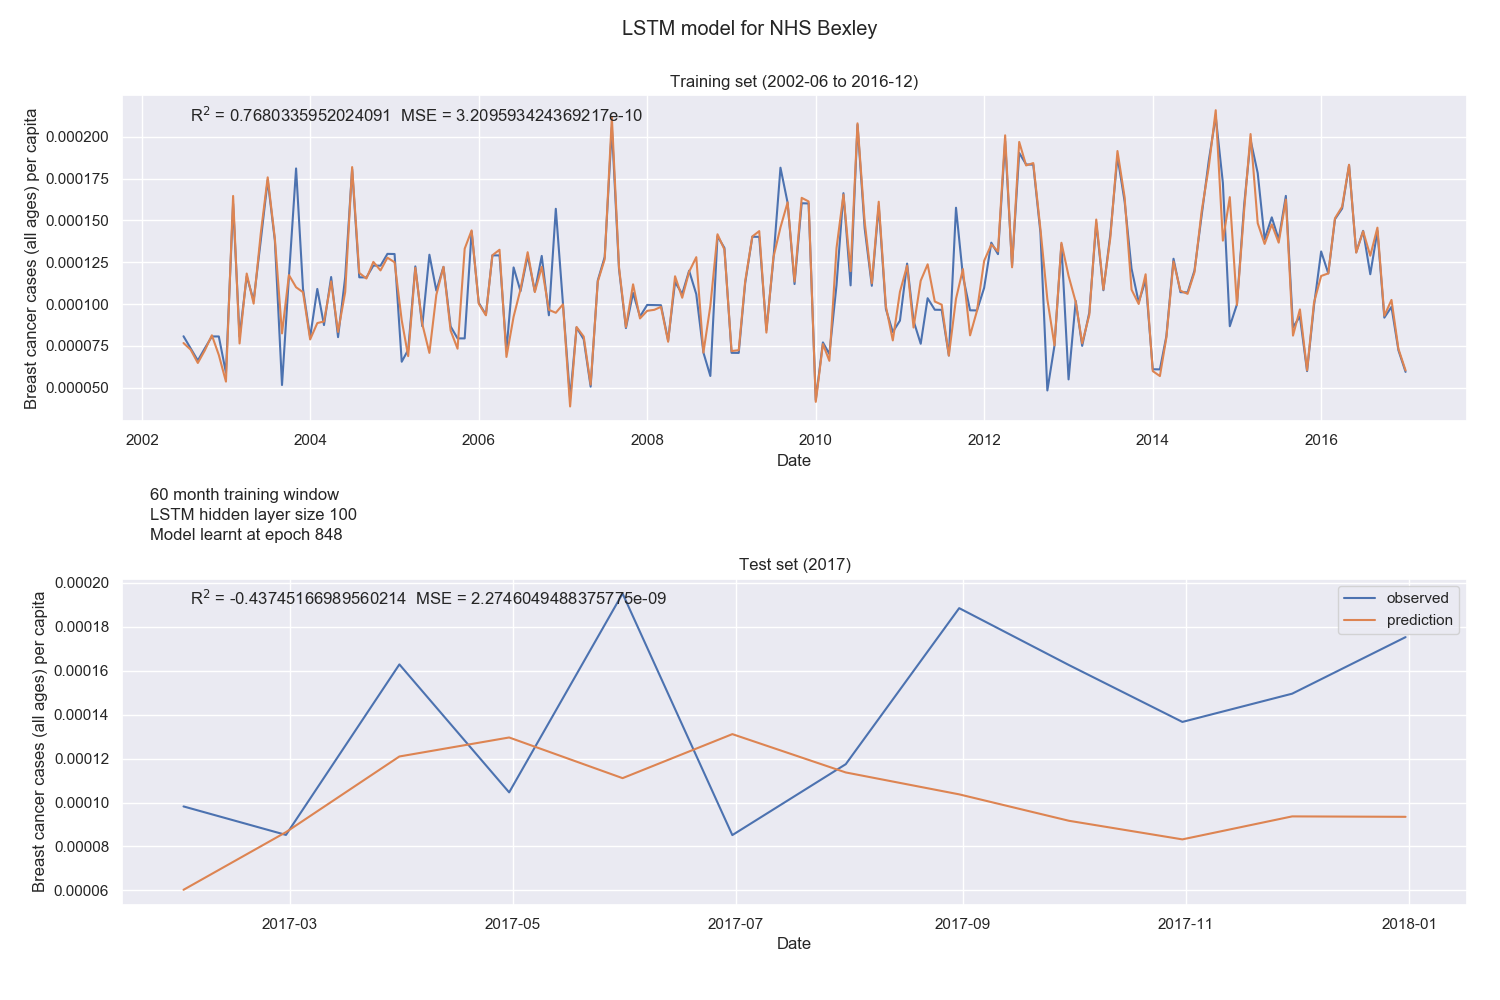 LSTM model for NHS Bexley
Training set (2002-06 to 2016-12)
R² = 0.7680335952024091 MSE = 3.209593424369217e-10
Breast cancer cases (all ages) per capita
0.000200
0.000175
0.000150
0.000125
0.000100
0.000075
0.000050
2002 2004 2006 2008 2010 2012 2014 2016
Date
60 month training window
LSTM hidden layer size 100
Model learnt at epoch 848
Test set (2017)
R² = -0.43745166989560214 MSE = 2.2746049488375775e-09
observed
prediction
Breast cancer cases (all ages) per capita
0.00020
0.00018
0.00016
0.00014
0.00012
0.00010
0.00008
0.00006
2017-03 2017-05 2017-07 2017-09 2017-11 2018-01
Date